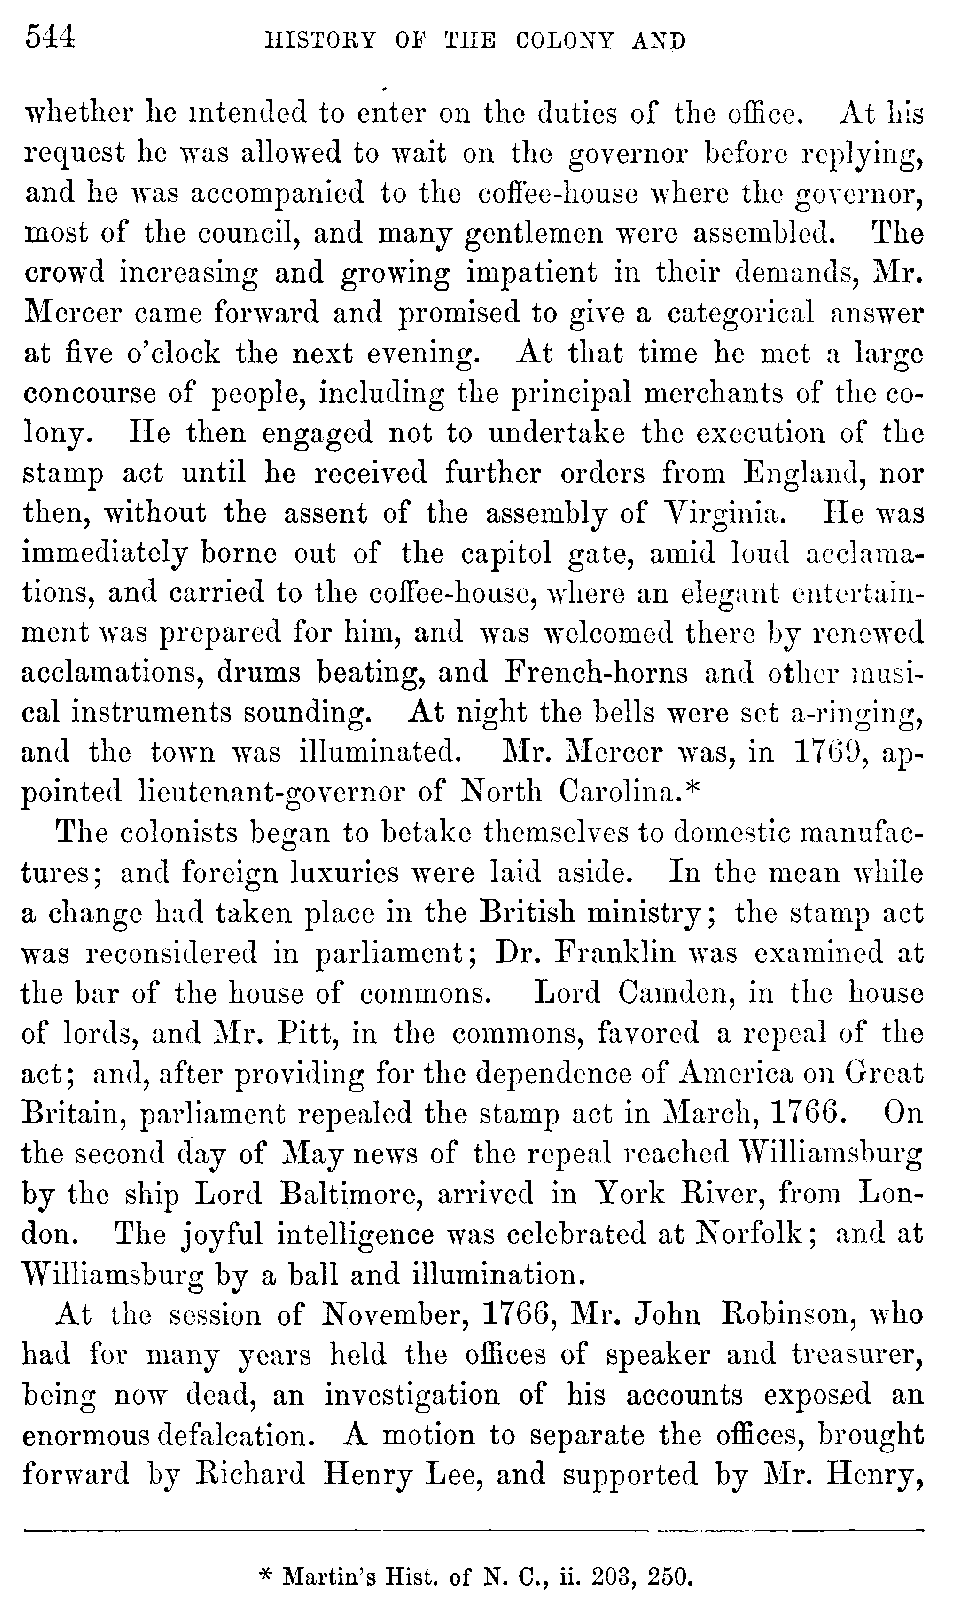 544 HISTORY OF THE COLONY AND
whether he intended to enter on the duties of the office. At his
request he was allowed to wait on the governor before replying,
and he was accompanied to the coffee-house where the governor,
most of the council, and many gentlemen were assembled. The
crowd increasing and growing impatient in their demands, Mr.
Mercer came forward and promised to give a categorical answer
at five o'clock the next evening. At that time he met a large
concourse of people, including the principal merchants of the co-
lony. He then engaged not to undertake the execution of the
stamp act until he received further orders from England, nor
then, without the assent of the assembly of Virginia. He was
immediately borne out of the capitol gate, amid loud acclama-
tions, and carried to the coffee-house, where an elegant entertain-
ment was prepared for him, and was welcomed there by renewed
acclamations, drums beating, and French-horns and other musi-
cal instruments sounding. At night the bells were set a-ringing,
and the town was illuminated. Mr. Mercer was, in 1769, ap-
pointed lieutenant-governor of North Carolina.*
The colonists began to betake themselves to domestic manufac-
tures; and foreign luxuries were laid aside. In the mean while
a change had taken place in the British ministry; the stamp act
was reconsidered in parliament; Dr. Franklin was examined at
the bar of the house of commons. Lord Camden, in the house
of lords, and Mr. Pitt, in the commons, favored a repeal of the
act; and, after providing for the dependence of America on Great
Britain, parliament repealed the stamp act in March, 1766. On
the second day of May news of the repeal reached Williamsburg
by the ship Lord Baltimore, arrived in York River, from Lon-
don. The joyful intelligence was celebrated at Norfolk; and at
Williamsburg by a ball and illumination.
At the session of November, 1766, Mr. John Robinson, who
had for many years held the offices of speaker and treasurer,
being now dead, an investigation of his accounts exposed an
enormous defalcation. A motion to separate the offices, brought
forward by Richard Henry Lee, and supported by Mr. Henry,
* Martin's Hist. of N. C., ii. 203, 250.